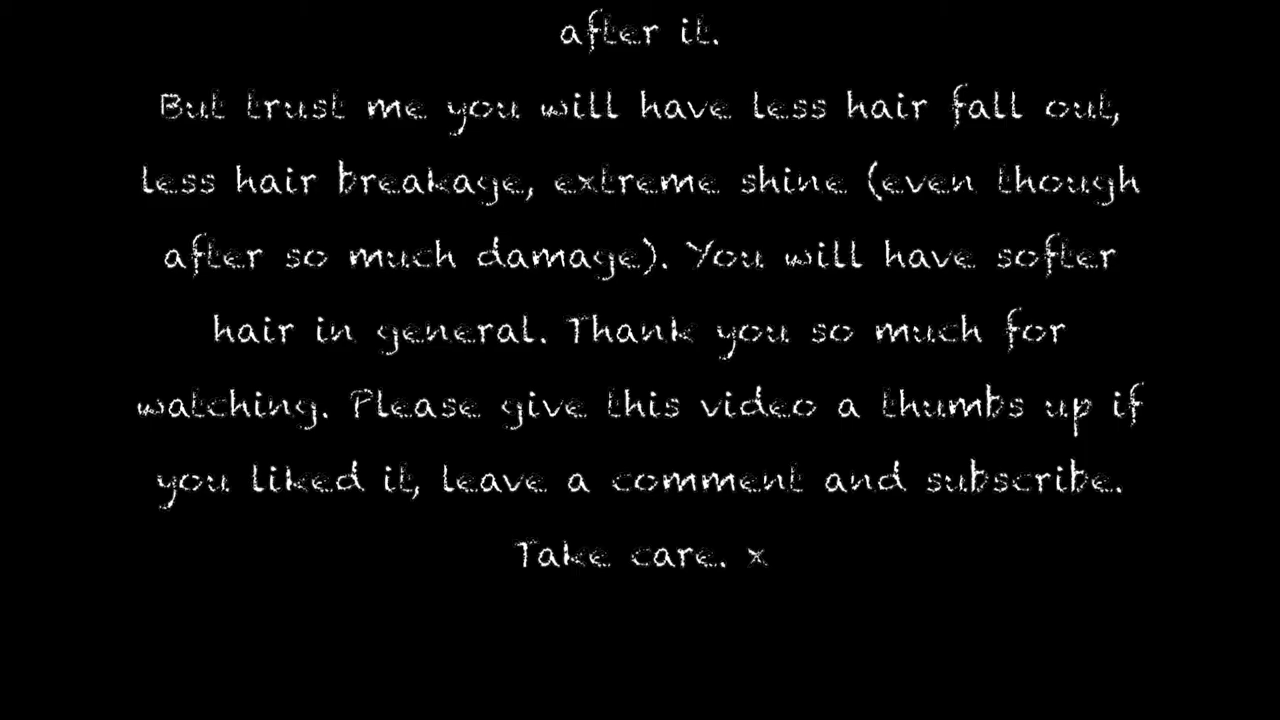 after it.
But trust me you will have less hair fall out,
less hair breakage, extreme shine (even though
after so much damage). You will have softer
hair in general. Thank you so much for
watching. Please give this video a thumbs up if
you liked it, leave a comment and subscribe.
Take care. x